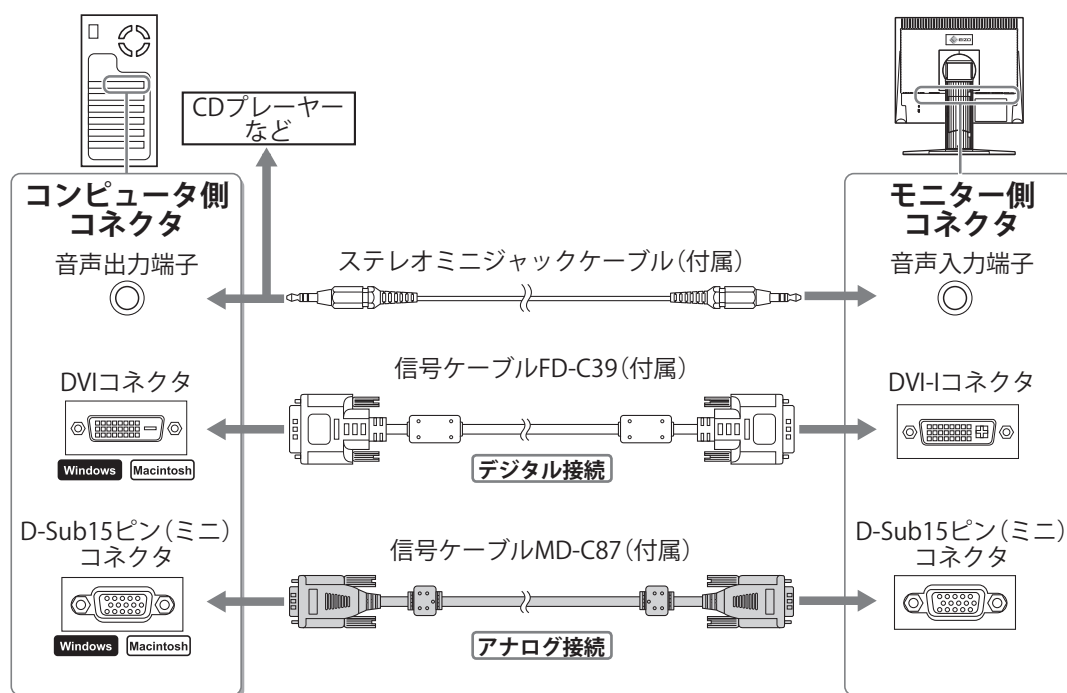 EIZO
CDプレーヤー
など
コンピュータ側
コネクタ
モニター側
コネクタ
音声出力端子
ステレオミニジャックケーブル（付属）
音声入力端子
DVIコネクタ
信号ケーブルFD-C39（付属）
DVI-Iコネクタ
Windows Macintosh
デジタル接続
D-Sub15ピン（ミニ）
コネクタ
信号ケーブルMD-C87（付属）
D-Sub15ピン（ミニ）
コネクタ
Windows Macintosh
アナログ接続